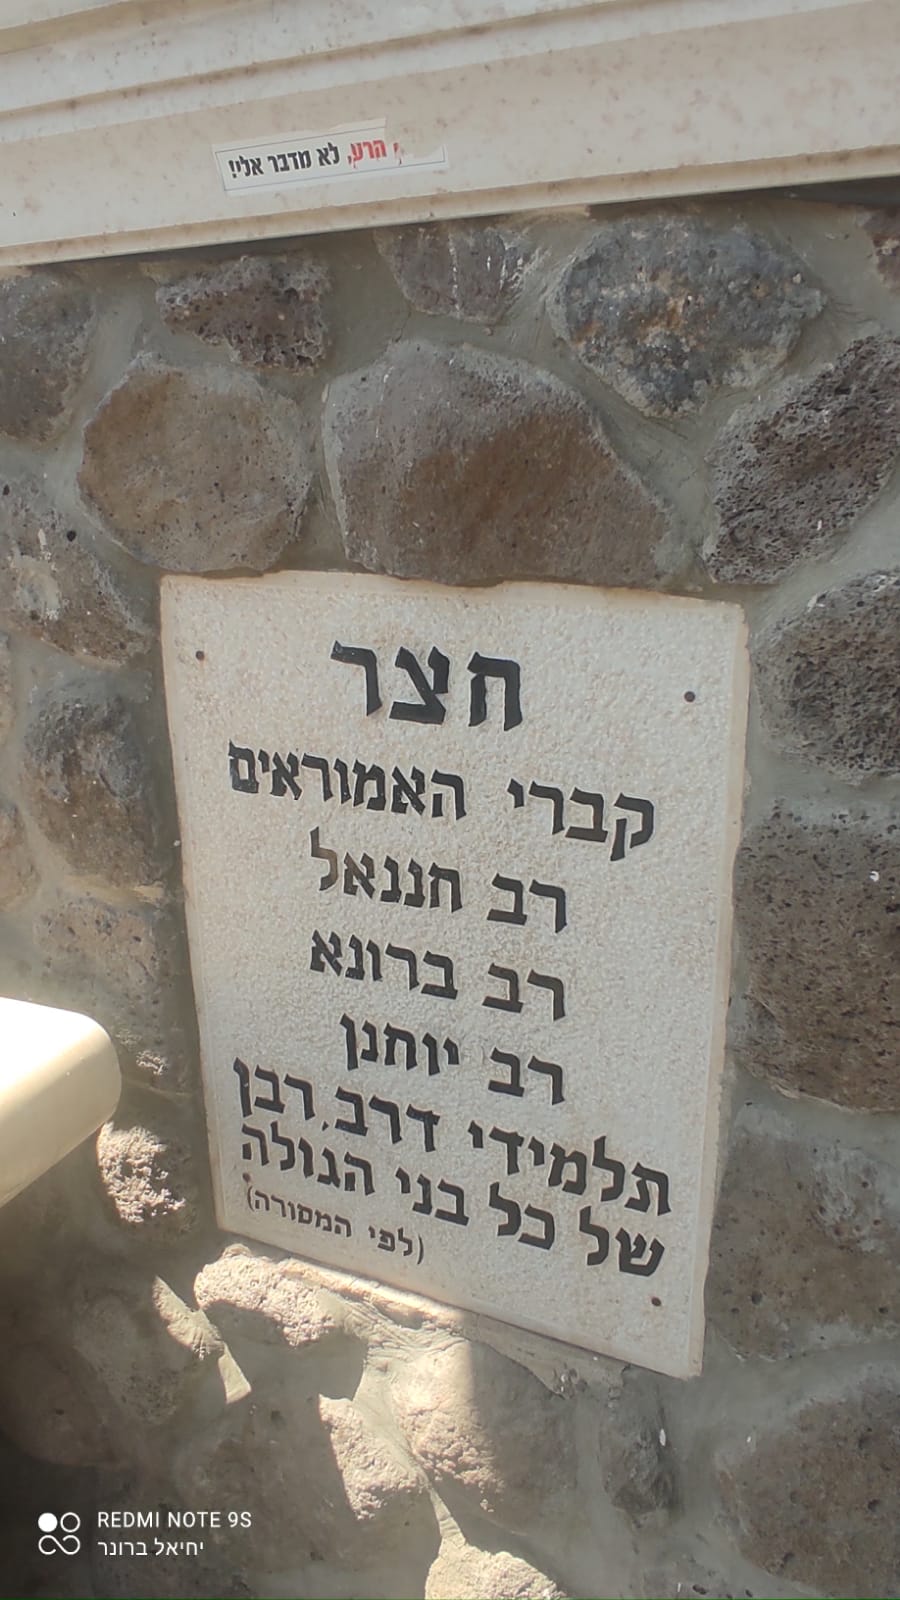 הרע, לא מדבר אלי!
חצר
קברי האמוראים
רב חננאל
רב ברונא
רב יוחנן
תלמידי דרב, רבן
של כל בני הגולה
(לפי המסורה)
REDMI NOTE 9S
יחיאל ברונר